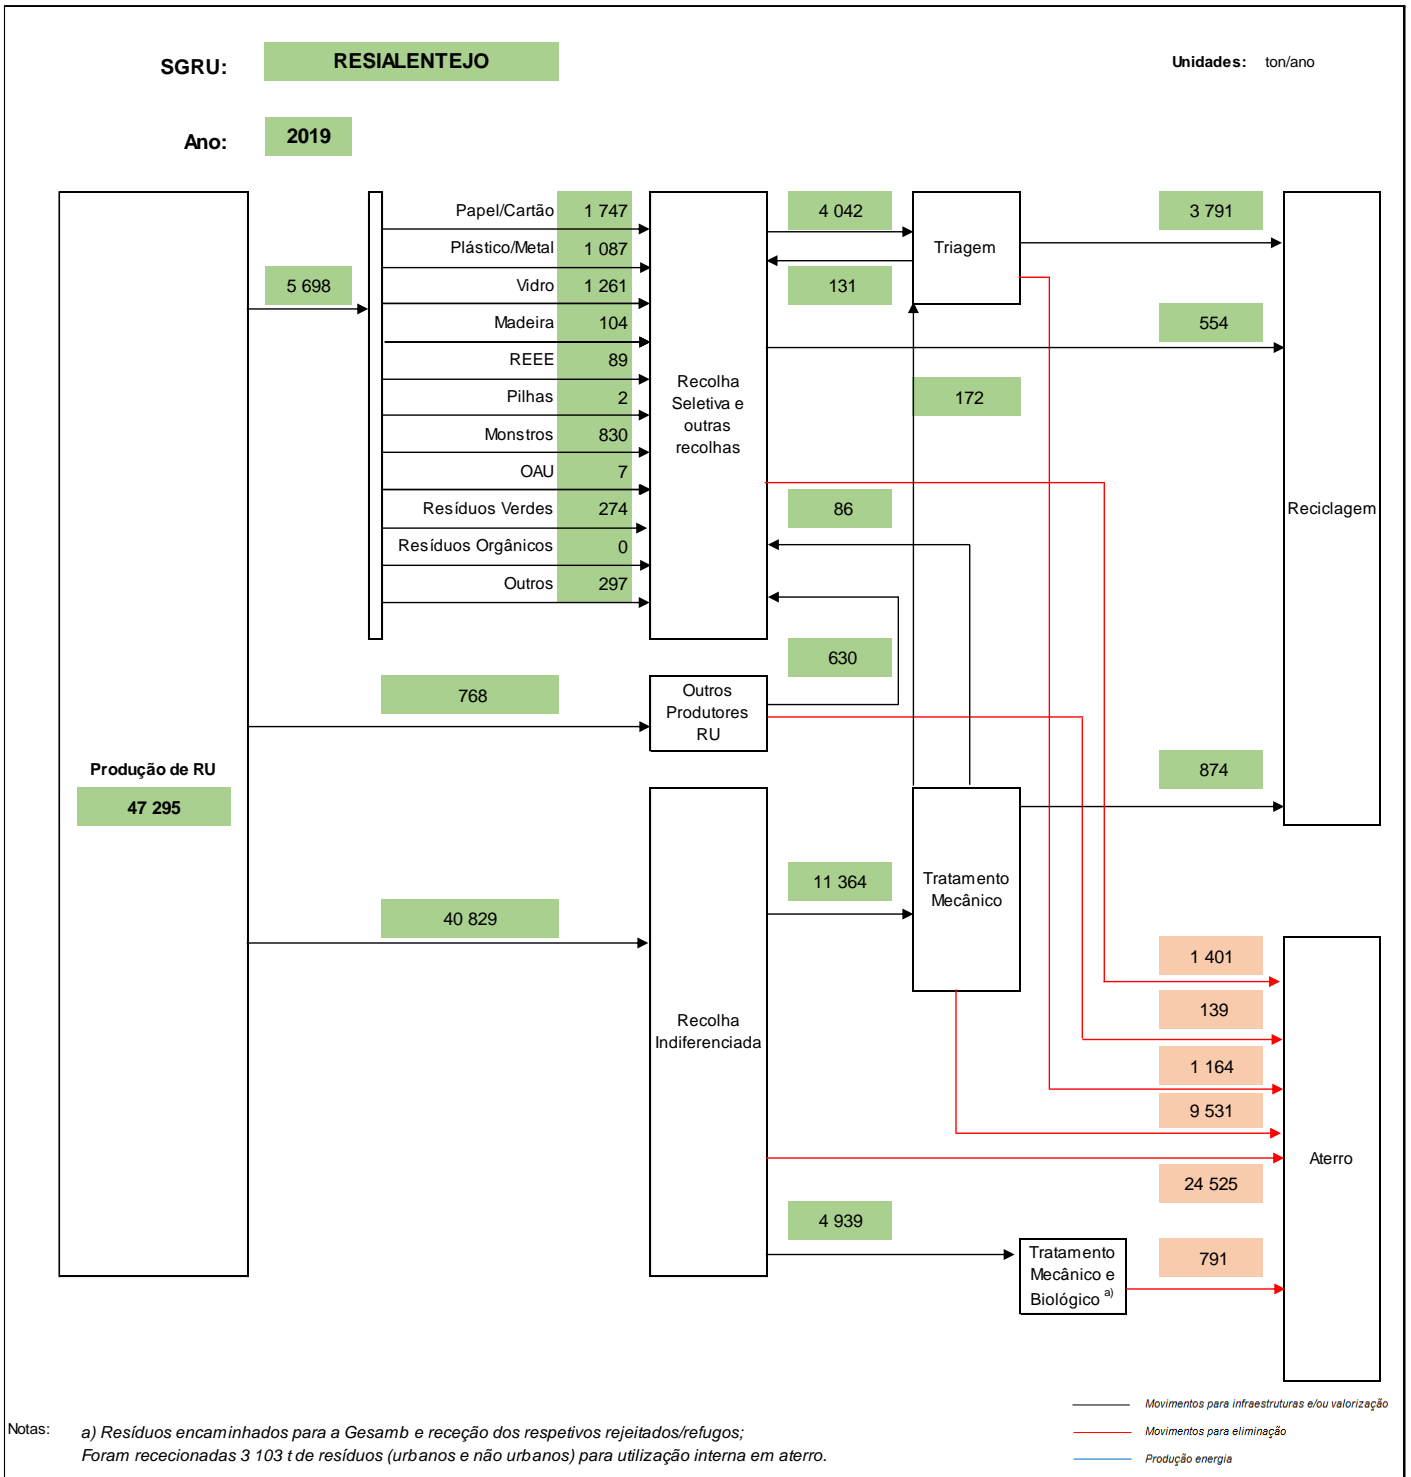 SGRU: RESIALENTEJO Unidades: ton/ano
Ano: 2019
Papel/Cartão 1 747
Plástico/Metal 1 087
Vidro 1 261
Madeira 104
REEE 89
Pilhas 2
Monstros 830
OAU 7
Resíduos Verdes 274
Resíduos Orgânicos 0
Outros 297
5 698
Recolha
Seletiva e
outras
recolhas
4 042
131
Triagem
3 791
554
172
86
630
Reciclagem
768
Outros
Produtores
RU
Produção de RU
47 295
874
11 364
Tratamento
Mecânico
40 829
Recolha
Indiferenciada
1 401
139
1 164
9 531
24 525
Aterro
4 939
Tratamento
Mecânico e
Biológico a)
791
Movimentos para infraestruturas e/ou valorização
Movimentos para eliminação
Produção energia
Notas: a) Resíduos encaminhados para a Gesamb e receção dos respetivos rejeitados/refugos;
Foram rececionadas 3 103 t de resíduos (urbanos e não urbanos) para utilização interna em aterro.